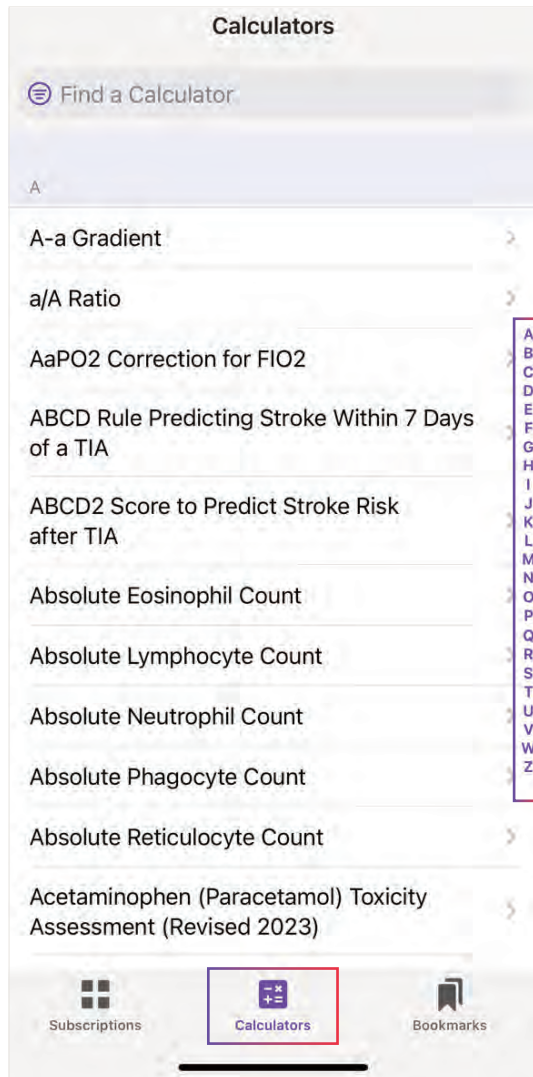 Calculators
Find a Calculator
A
A-a Gradient
a/A Ratio
AaPO2 Correction for FIO2
ABCD Rule Predicting Stroke Within 7 Days
of a TIA
ABCD2 Score to Predict Stroke Risk
after TIA
Absolute Eosinophil Count
Absolute Lymphocyte Count
Absolute Neutrophil Count
Absolute Phagocyte Count
Absolute Reticulocyte Count
Acetaminophen (Paracetamol) Toxicity
Assessment (Revised 2023)
A
B
C
D
E
F
G
H
I
J
K
L
M
N
O
P
Q
R
S
T
U
V
W
Z
Subscriptions
Calculators
Bookmarks